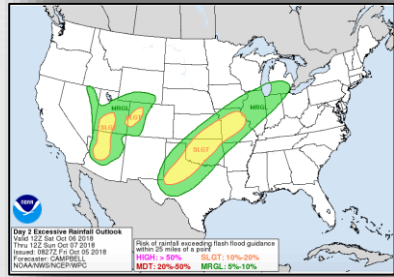 MRGL
SLGT
SLGT
MRGL
SLGT
NOAA
Day 2 Excessive Rainfall Outlook
Valid 12Z Sat Oct 06 2018
Thru 12Z Sun Oct 07 2018
Issued: 0827Z Fri Oct 05 2018
Forecaster: CAMPBELL
NOAA/NWS/NCEP/WPC
Risk of rainfall exceeding flash flood guidance
within 25 miles of a point
HIGH: > 50% SLGT: 10%-20%
MDT: 20%-50% MRGL: 5%-10%